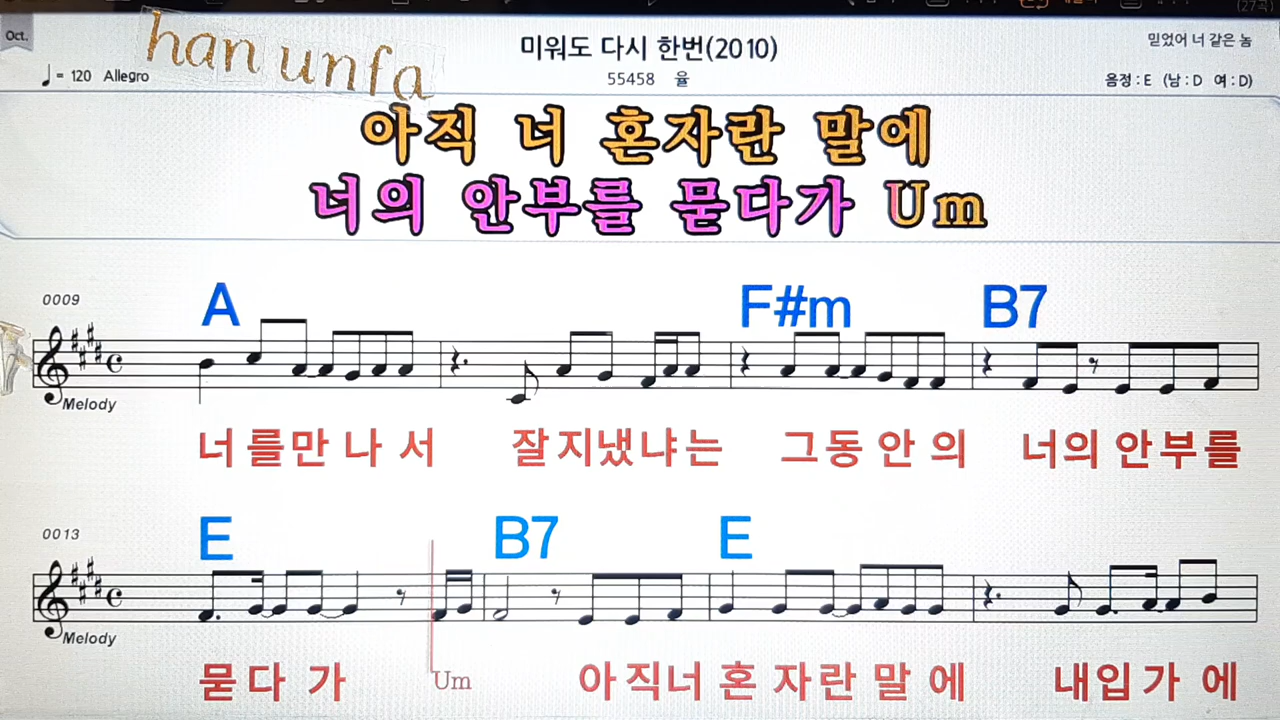 (27곡)
Oct.
han unfa
미워도 다시 한번(2010)
믿었어 너 같은 놈
♩= 120 Allegro
55458 율
음정 : E (남 : D 여 : D)
아직 너 혼자란 말에
너의 안부를 묻다가 Um
0009
A F#m B7
Melody
너를만나서 잘지냈냐는 그동안의 너의안부를
0013
E B7 E
Melody
묻다가 Um 아직너혼자란말에 내입가에